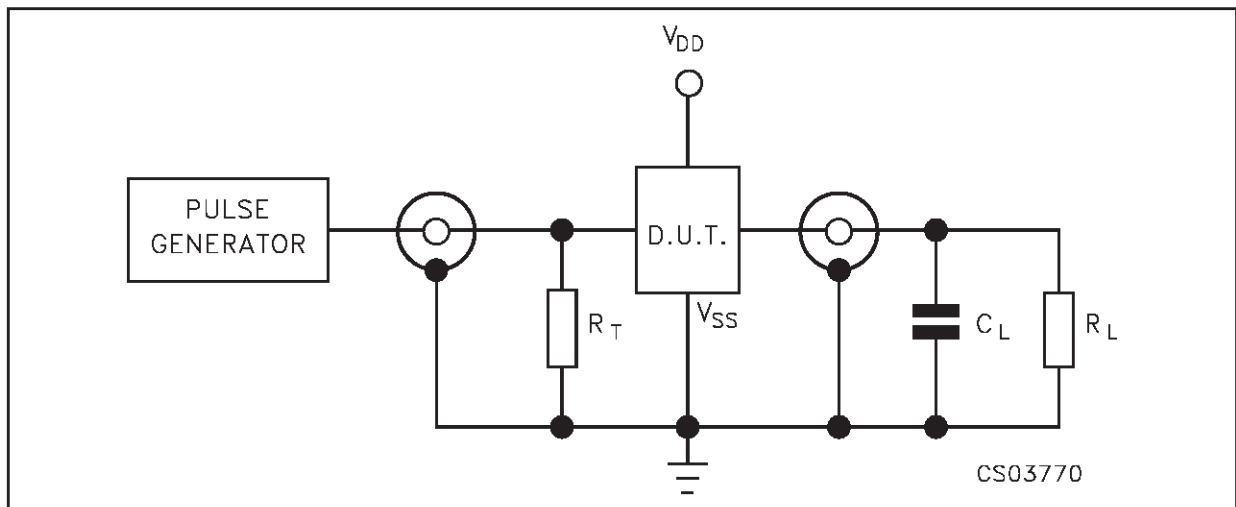 VDD
PULSE
GENERATOR
D.U.T.
VSS
RT
CL
RL
CS03770